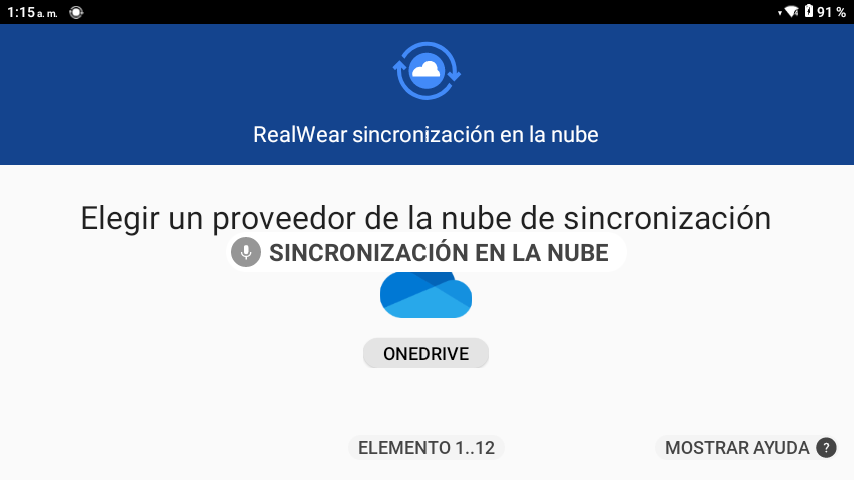 1:15 a. m.
91 %
RealWear sincronización en la nube
Elegir un proveedor de la nube de sincronización
SINCRONIZACIÓN EN LA NUBE
ONEDRIVE
ELEMENTO 1..12
MOSTRAR AYUDA ?